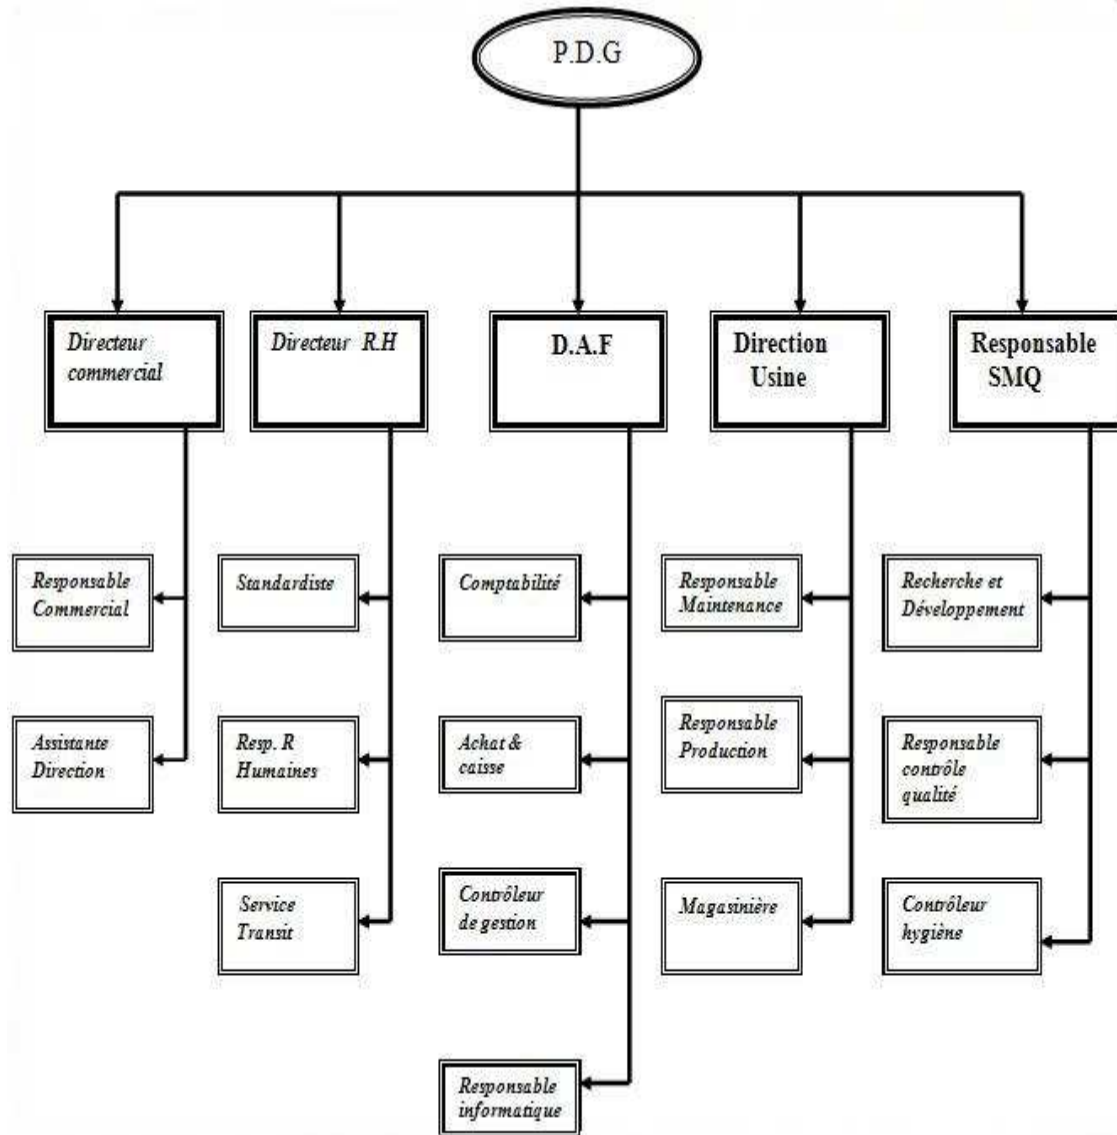 P.D.G
Directeur
commercial
Directeur R.H
D.A.F
Direction
Usine
Responsable
SMQ
Responsable
Commercial
Standardiste
Comptabilité
Responsable
Maintenance
Recherche et
Développement
Assistante
Direction
Resp. R
Humaines
Achat &
caisse
Responsable
Production
Responsable
contrôle
qualité
Service
Transit
Contrôleur
de gestion
Magasinière
Contrôleur
hygiène
Responsable
informatique